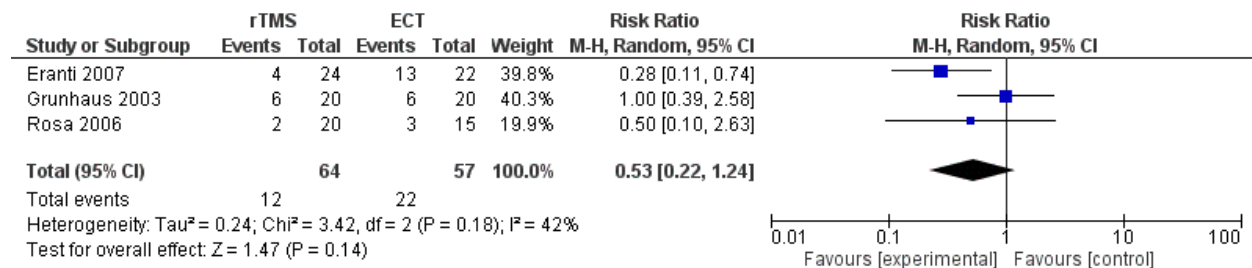 rTMS ECT Risk Ratio Risk Ratio
Study or Subgroup Events Total Events Total Weight M-H, Random, 95% CI M-H, Random, 95% CI
Eranti 2007 4 24 13 22 39.8% 0.28 [0.11, 0.74]
Grunhaus 2003 6 20 6 20 40.3% 1.00 [0.39, 2.58]
Rosa 2006 2 20 3 15 19.9% 0.50 [0.10, 2.63]
Total (95% CI) 64 57 100.0% 0.53 [0.22, 1.24]
Total events 12 22
Heterogeneity: Tau² = 0.24; Chi² = 3.42, df = 2 (P = 0.18); I² = 42%
Test for overall effect: Z = 1.47 (P = 0.14)
0.01 0.1 1 10 100
Favours [experimental] Favours [control]